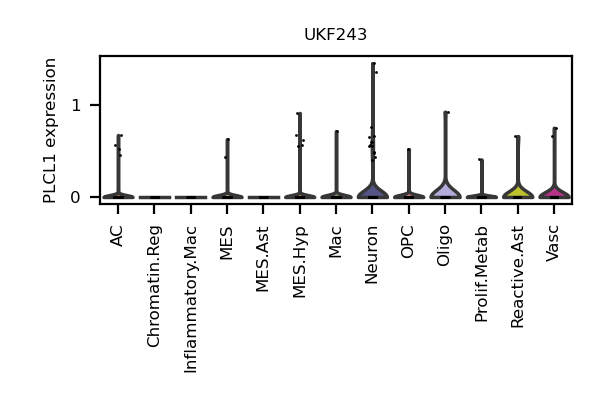 UKF243
PLCL1 expression
1
0
AC
Chromatin.Reg
Inflammatory.Mac
MES
MES.Ast
MES.Hyp
Mac
Neuron
OPC
Oligo
Prolif.Metab
Reactive.Ast
Vasc